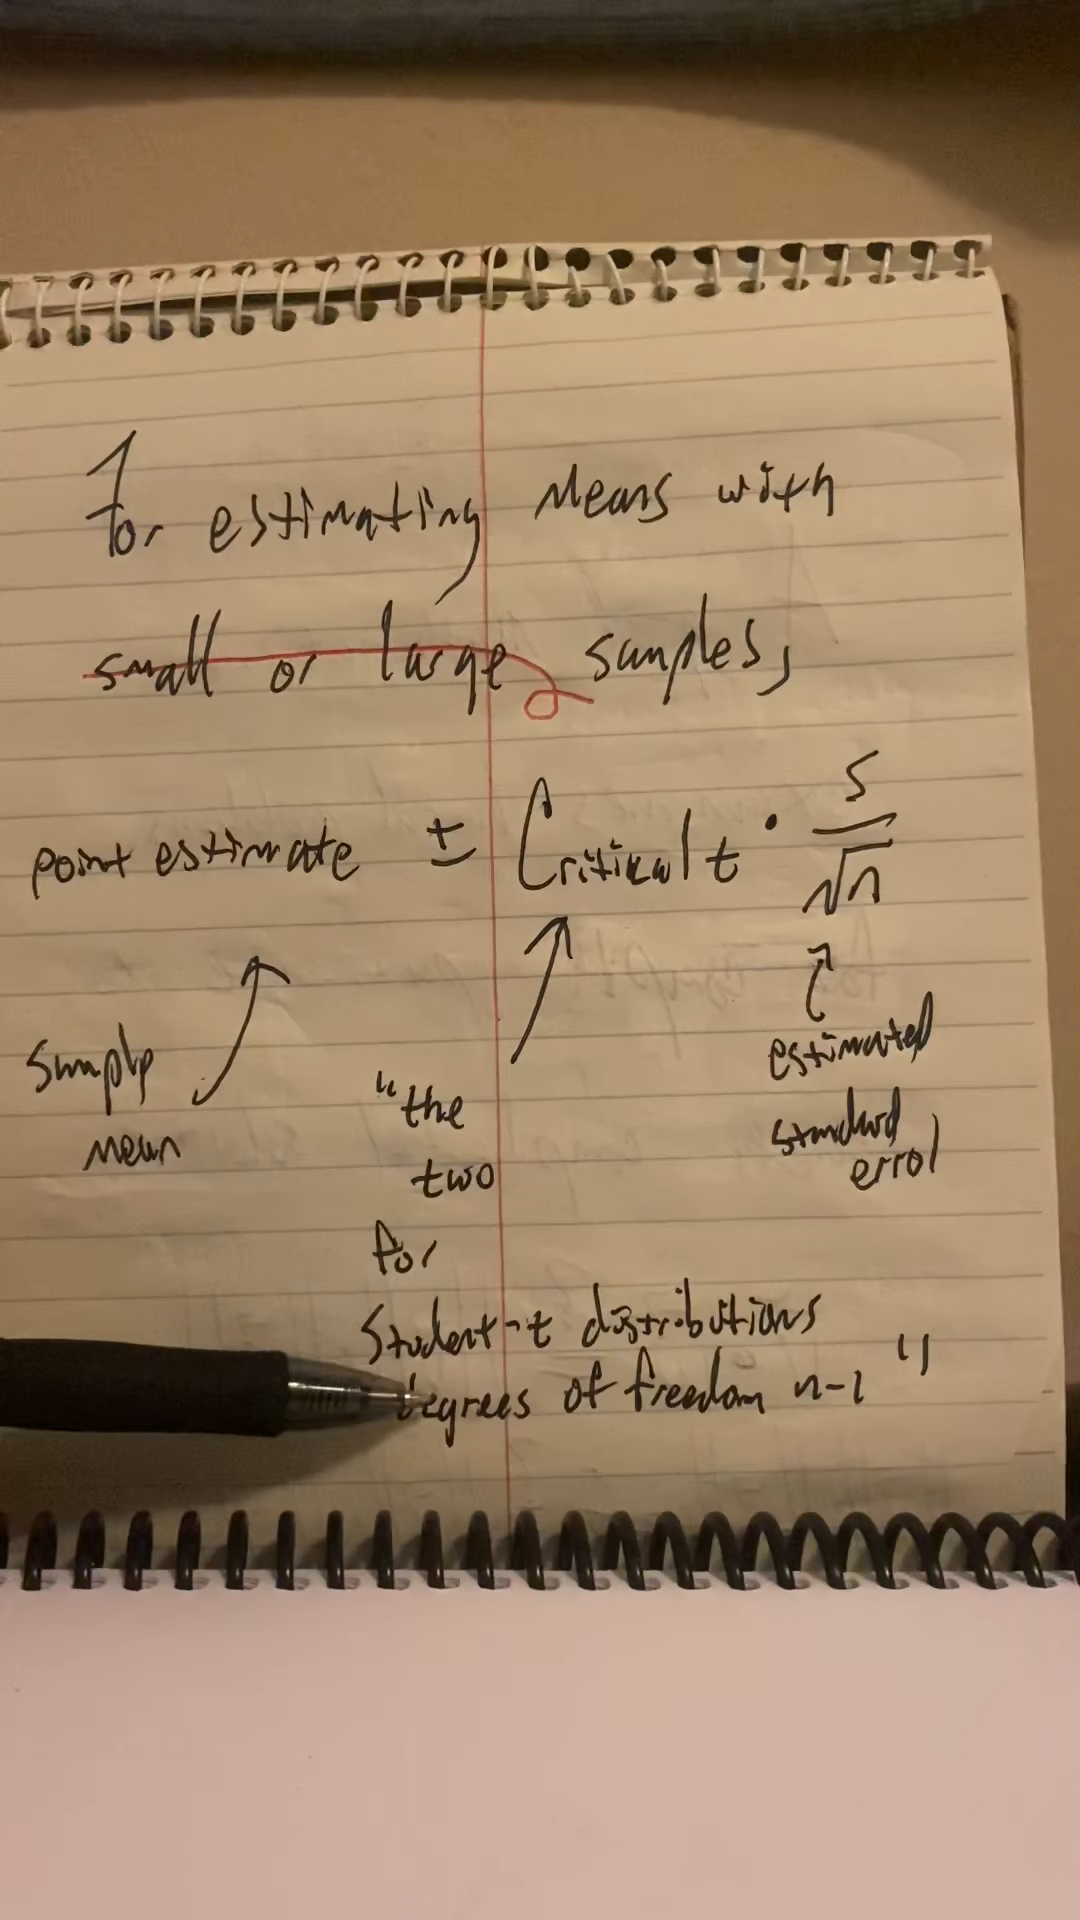 For estimating means with
small or large samples,
point estimate ± Critical t · s/√n
sample
mean
"the
two
for
Student-t distributions
degrees of freedom n-1"
estimated
standard
error